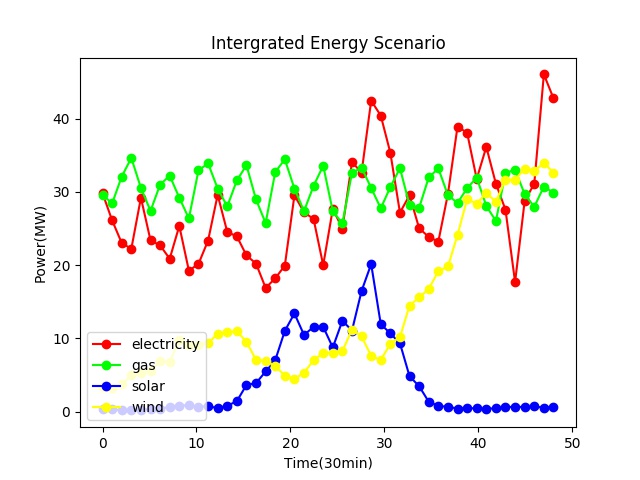 Intergrated Energy Scenario
Power(MW)
40
30
20
10
0
electricity
gas
solar
wind
0 10 20 30 40 50
Time(30min)